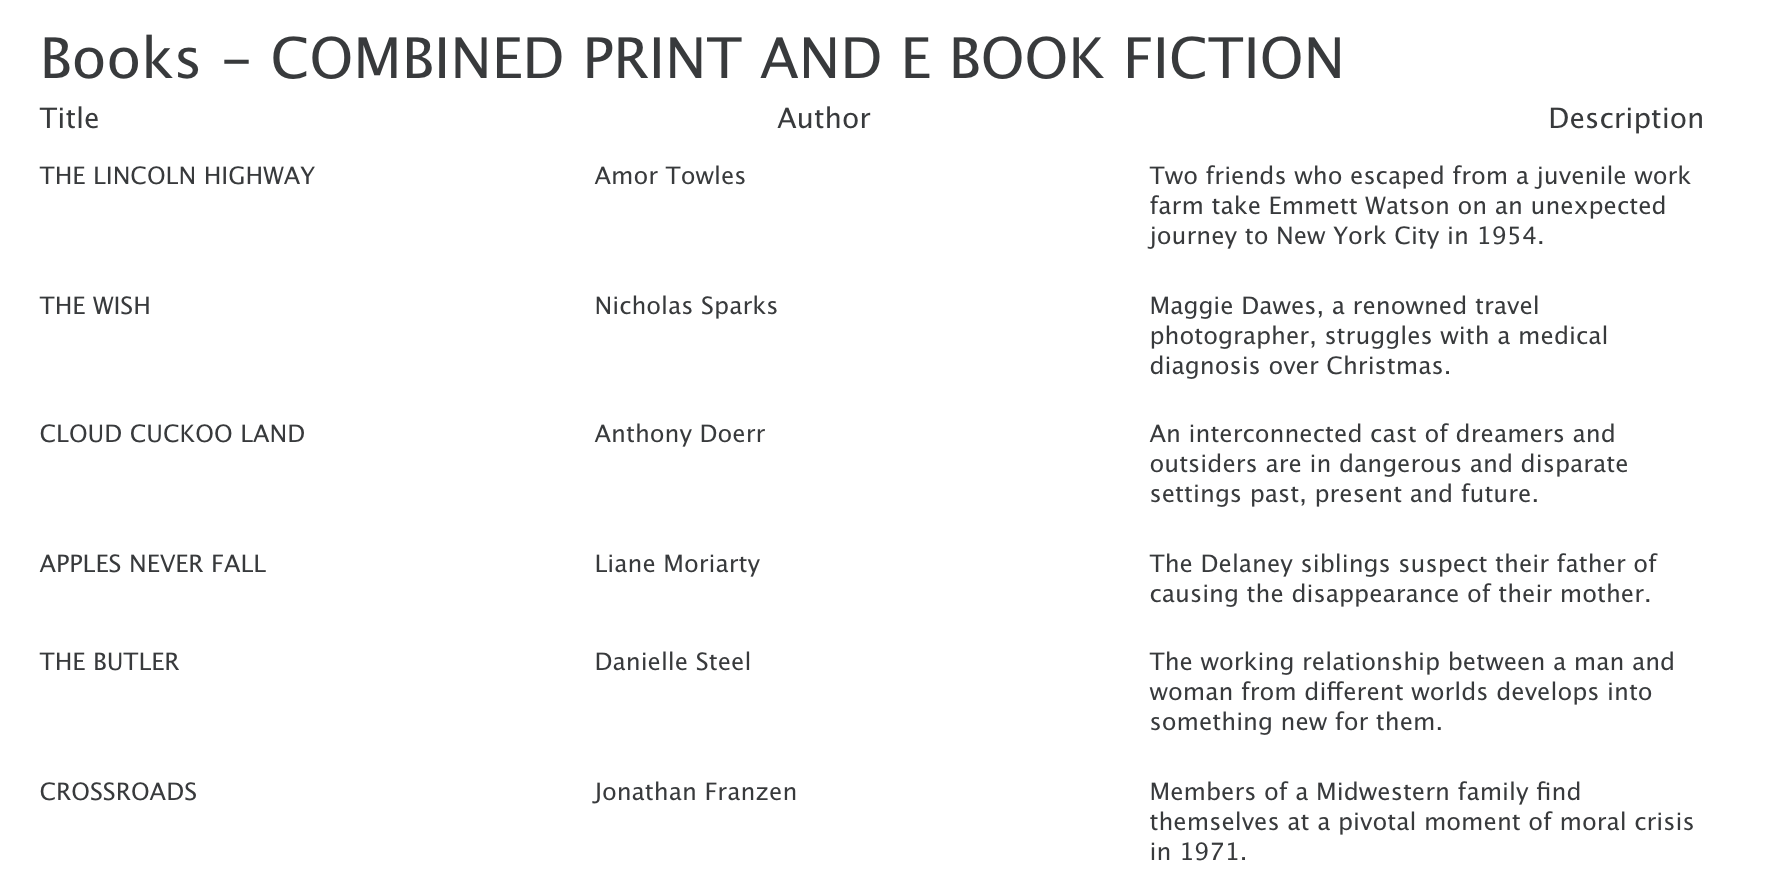 Books – COMBINED PRINT AND E BOOK FICTION
Title Author Description
THE LINCOLN HIGHWAY Amor Towles Two friends who escaped from a juvenile work
farm take Emmett Watson on an unexpected
journey to New York City in 1954.
THE WISH Nicholas Sparks Maggie Dawes, a renowned travel
photographer, struggles with a medical
diagnosis over Christmas.
CLOUD CUCKOO LAND Anthony Doerr An interconnected cast of dreamers and
outsiders are in dangerous and disparate
settings past, present and future.
APPLES NEVER FALL Liane Moriarty The Delaney siblings suspect their father of
causing the disappearance of their mother.
THE BUTLER Danielle Steel The working relationship between a man and
woman from different worlds develops into
something new for them.
CROSSROADS Jonathan Franzen Members of a Midwestern family find
themselves at a pivotal moment of moral crisis
in 1971.